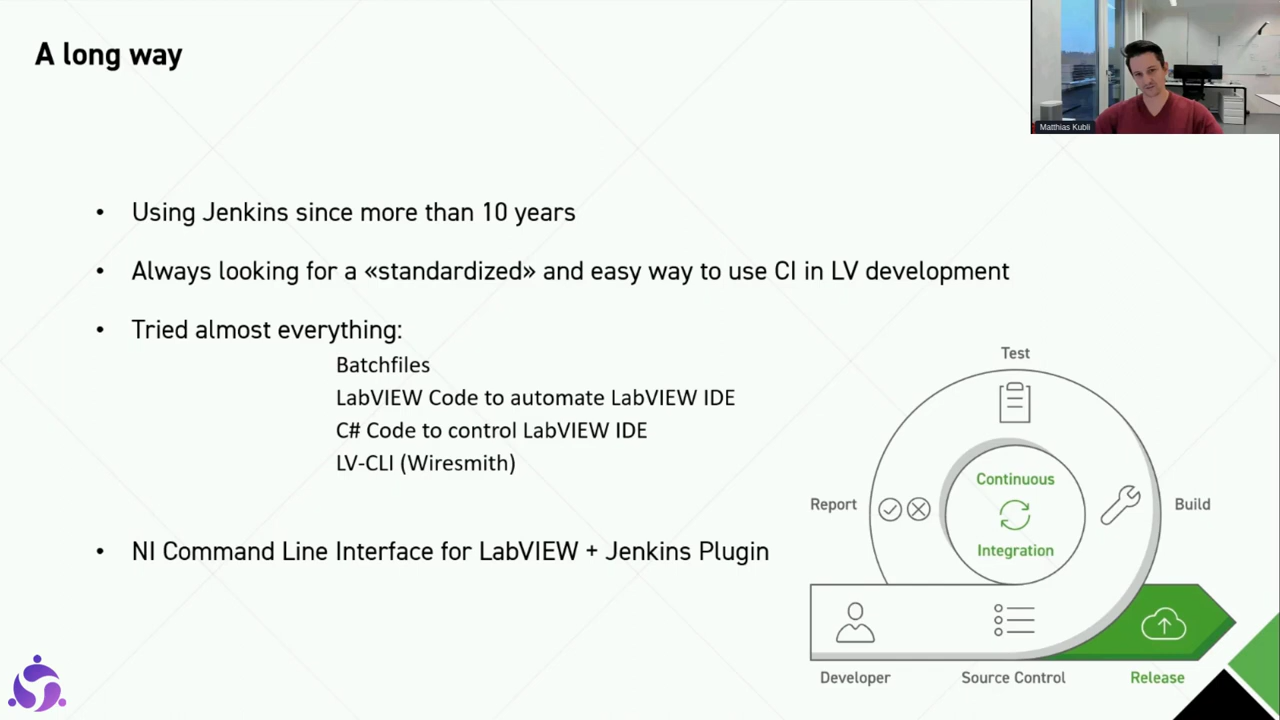 A long way
Matthias Kubli
• Using Jenkins since more than 10 years
• Always looking for a «standardized» and easy way to use CI in LV development
• Tried almost everything:
Batchfiles
LabVIEW Code to automate LabVIEW IDE
C# Code to control LabVIEW IDE
LV-CLI (Wiresmith)
• NI Command Line Interface for LabVIEW + Jenkins Plugin
Test
Continuous
Integration
Report
Build
Developer
Source Control
Release